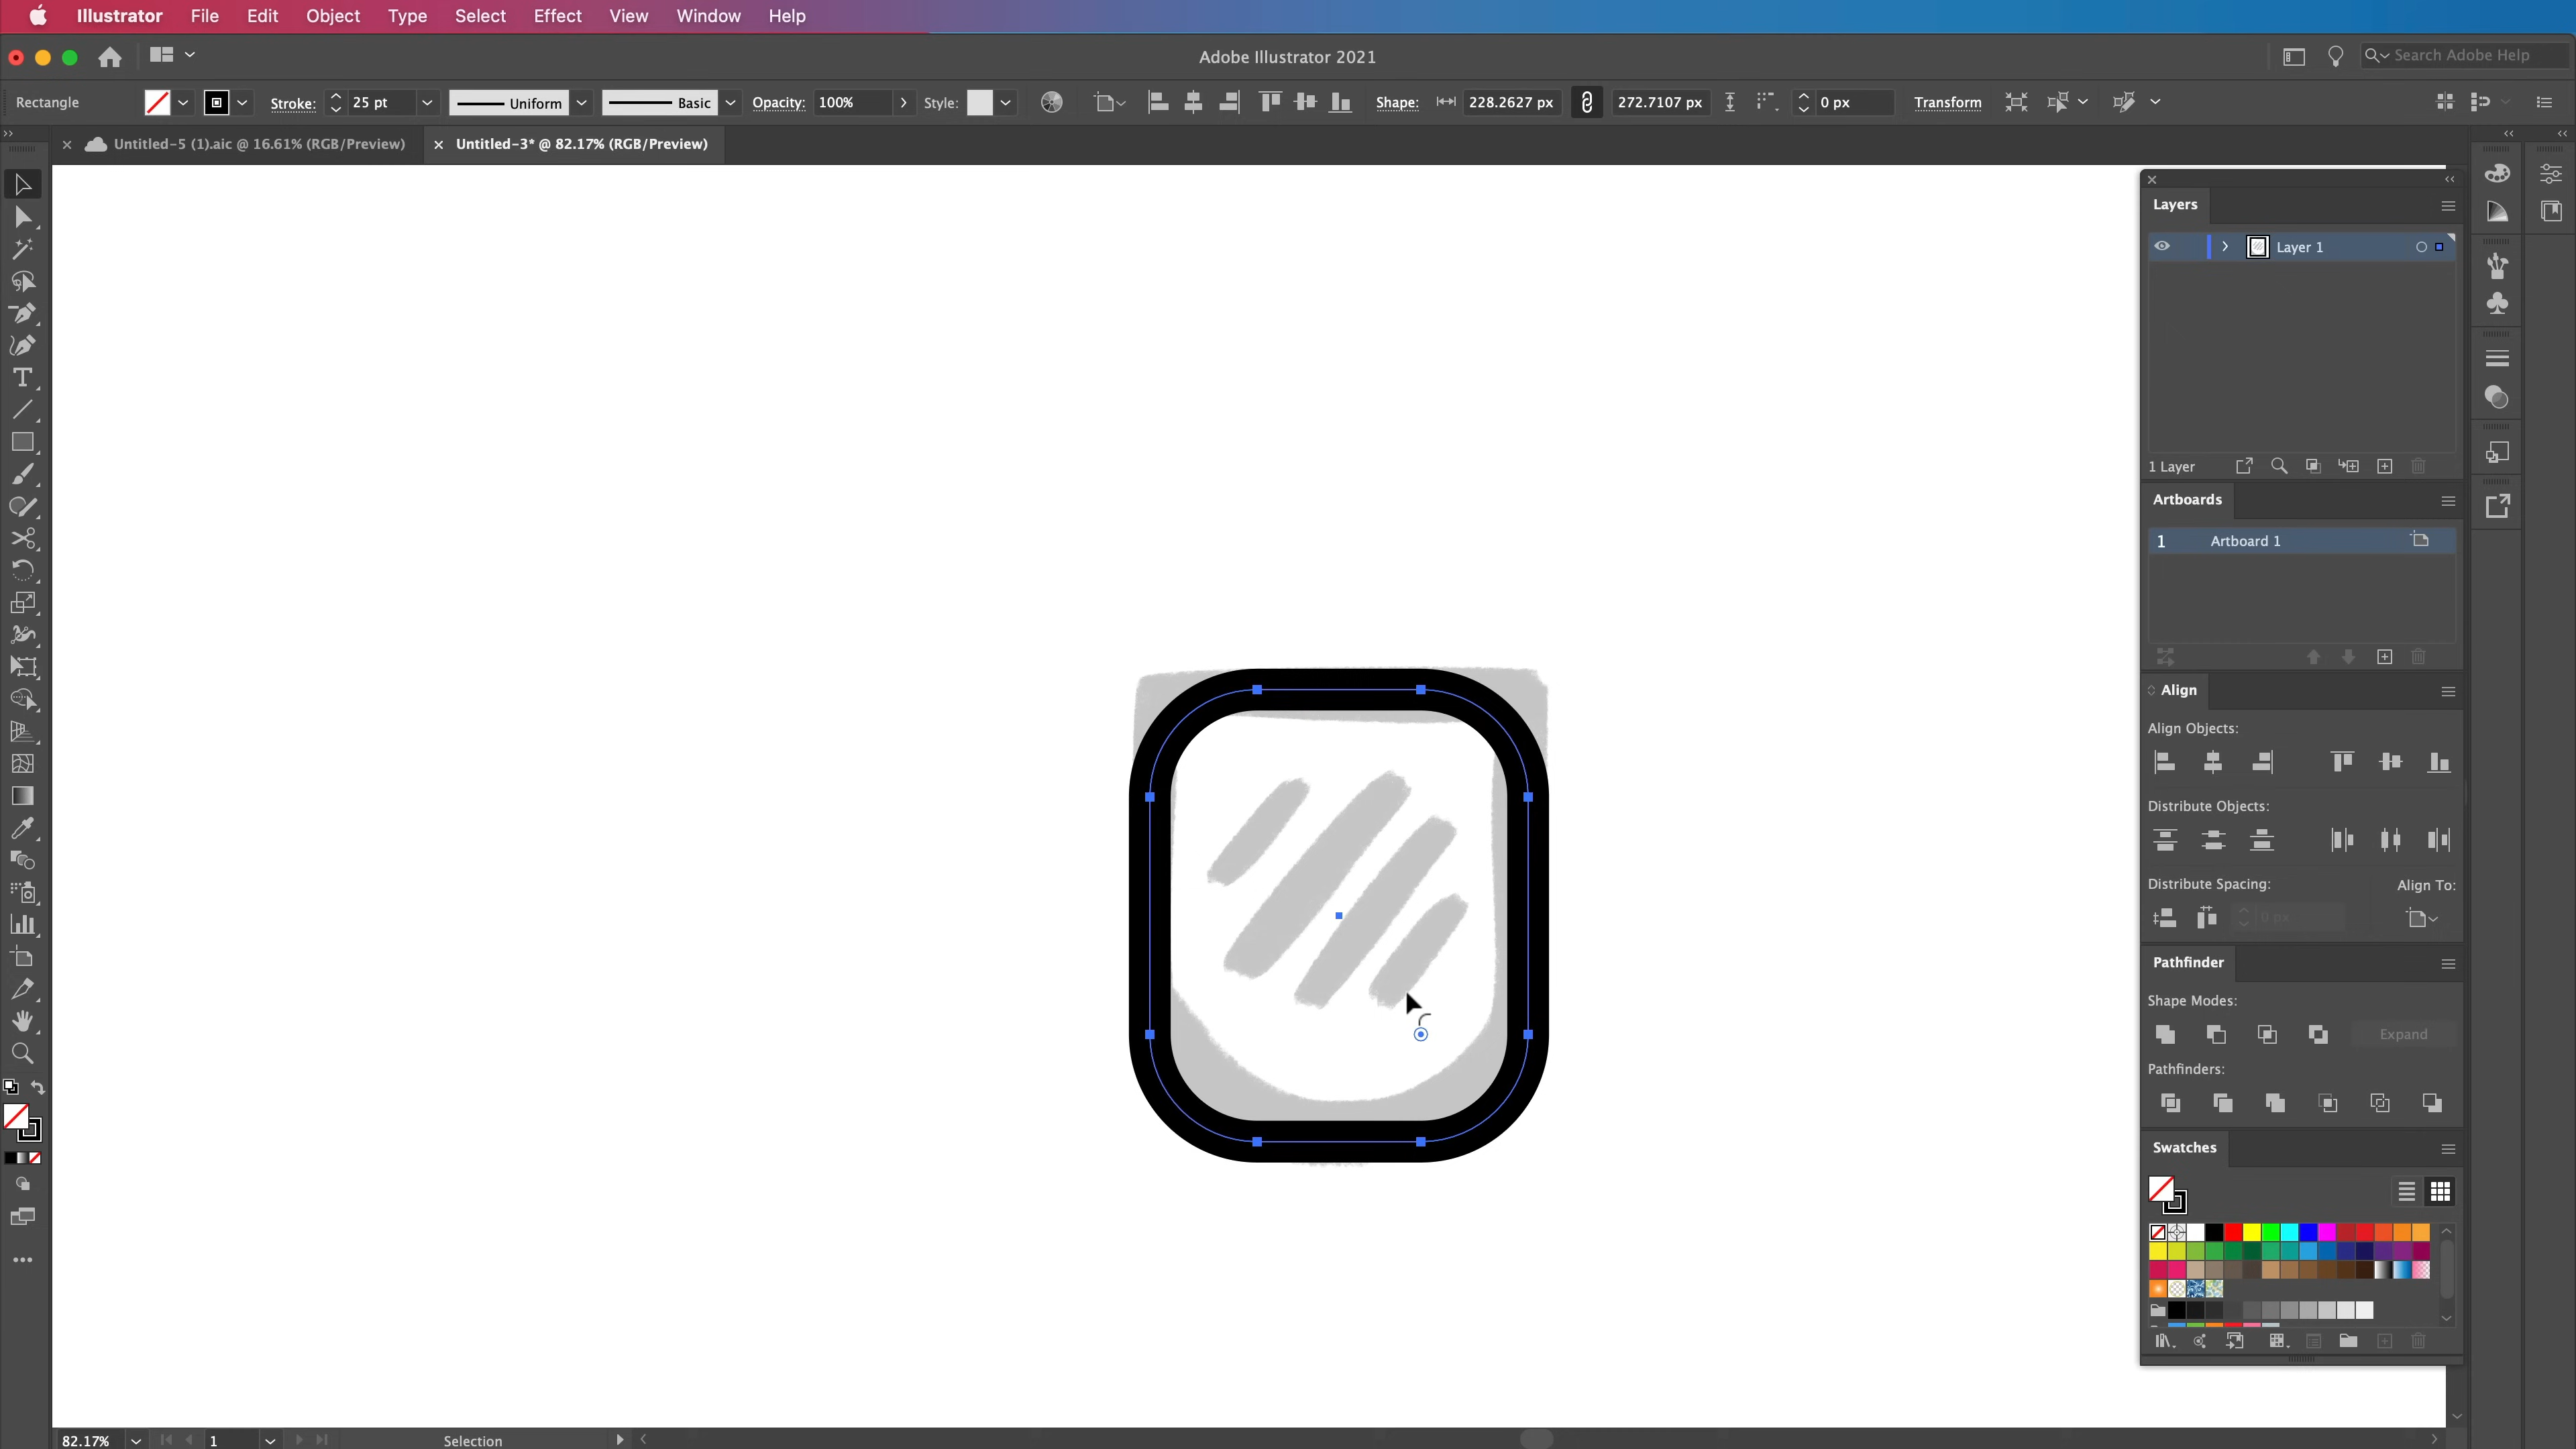 Illustrator File Edit Object Type Select Effect View Window Help
Adobe Illustrator 2021
Search Adobe Help
Rectangle Stroke: 25 pt Uniform Basic Opacity: 100% Style: Shape: 228.2627 px 272.7107 px 0 px Transform
Untitled-5 (1).aic @ 16.61% (RGB/Preview) Untitled-3* @ 82.17% (RGB/Preview)
Layers
Layer 1
1 Layer
Artboards
1 Artboard 1
Align
Align Objects:
Distribute Objects:
Distribute Spacing: Align To:
0 px
Pathfinder
Shape Modes:
Expand
Pathfinders:
Swatches
82.17% 1 Selection